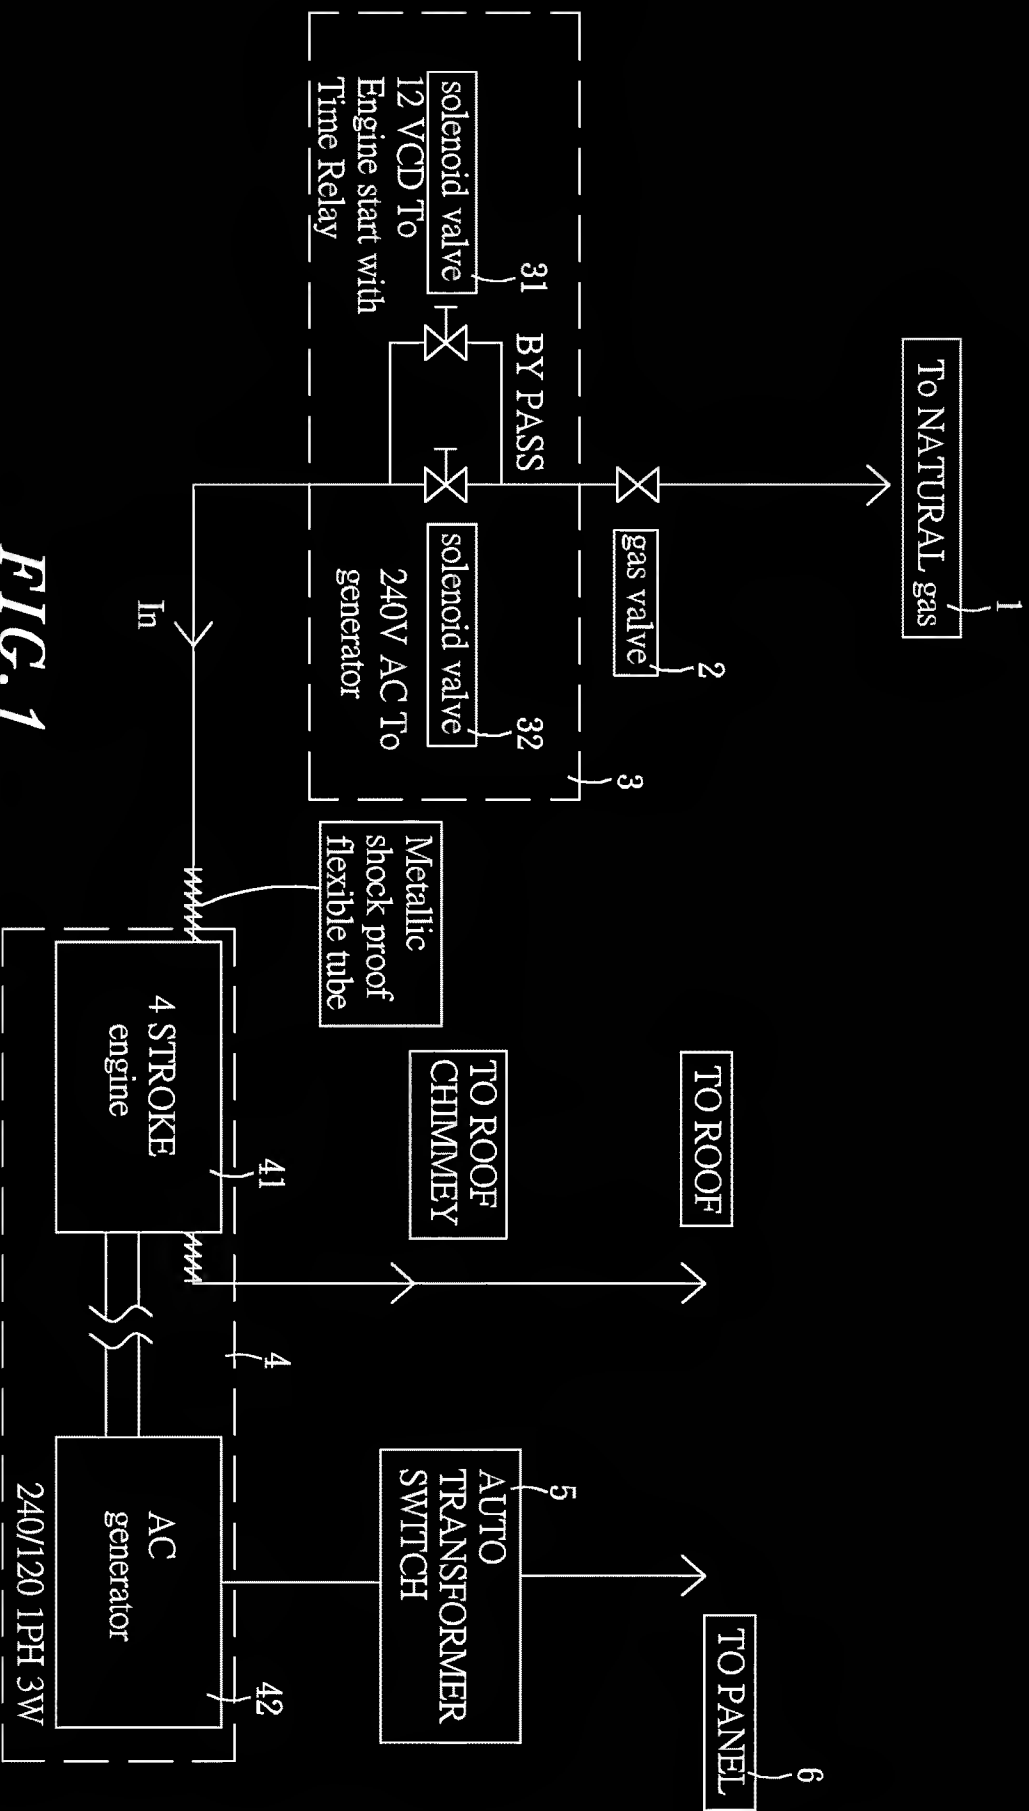 To NATURAL gas
1
gas valve
2
3
BY PASS
31
solenoid valve
12 VCD To
Engine start with
Time Relay
32
solenoid valve
240V AC To
generator
In
Metallic
shock proof
flexible tube
TO ROOF
TO ROOF
CHIMMEY
4 STROKE
engine
41
4
AUTO
TRANSFORMER
SWITCH
5
TO PANEL
6
AC
generator
42
240/120 1PH 3W
FIG. 1